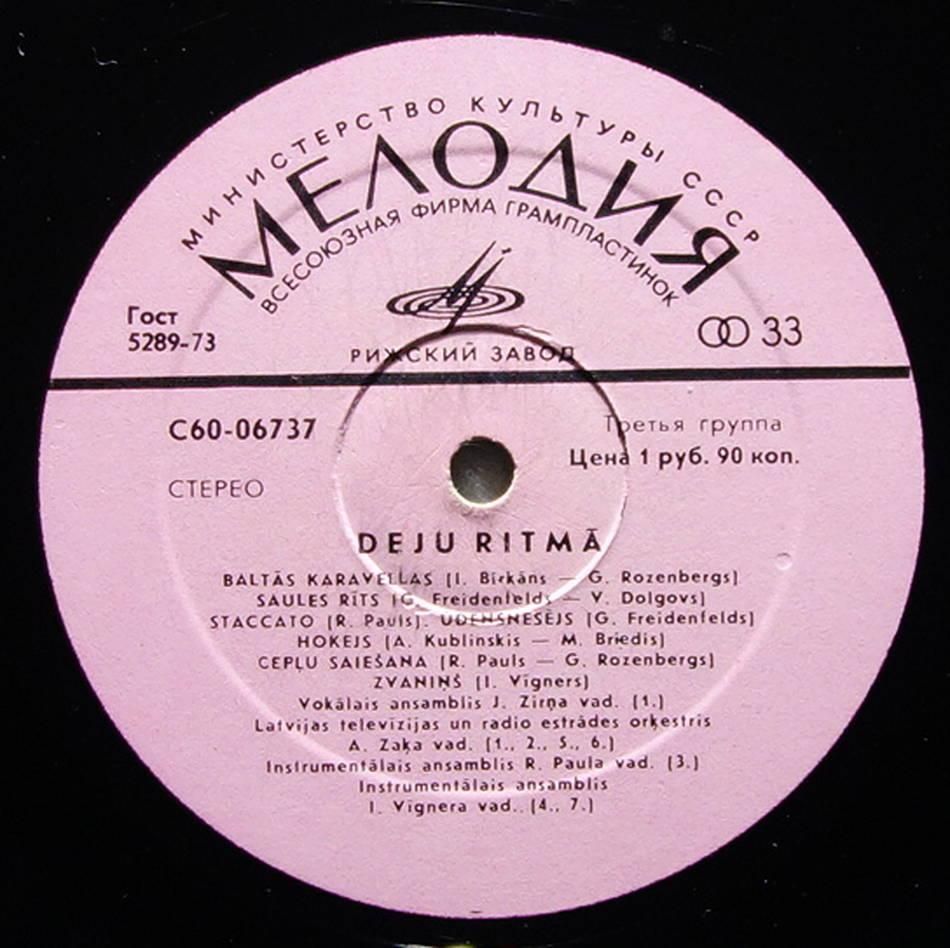 МИНИСТЕРСТВО КУЛЬТУРЫ СССР
МЕЛОДИЯ
ВСЕСОЮЗНАЯ ФИРМА ГРАМПЛАСТИНОК
РИЖСКИЙ ЗАВОД
Гост
5289-73
33
С60-06737
Третья группа
Цена 1 руб. 90 коп.
СТЕРЕО
DEJU RITMĀ
BALTĀS KARAVELLAS (I. Birkāns — G. Rozenbergs)
SAULES RĪTS (G. Freidenfelds — V. Dolgovs)
STACCATO (R. Pauls). ŪDENSNESĒJS (G. Freidenfelds)
HOKEJS (A. Kublinskis — M. Briedis)
CEPĻU SAIEŠANA (R. Pauls — G. Rozenbergs)
ZVANIŅŠ (I. Vīgners)
Vokālais ansamblis J. Zirņa vad. (1.)
Latvijas televīzijas un radio estrādes orķestris
A. Zaķa vad. (1., 2., 5., 6.)
Instrumentālais ansamblis R. Paula vad. (3.)
Instrumentālais ansamblis
I. Vīgnera vad.. (4., 7.)